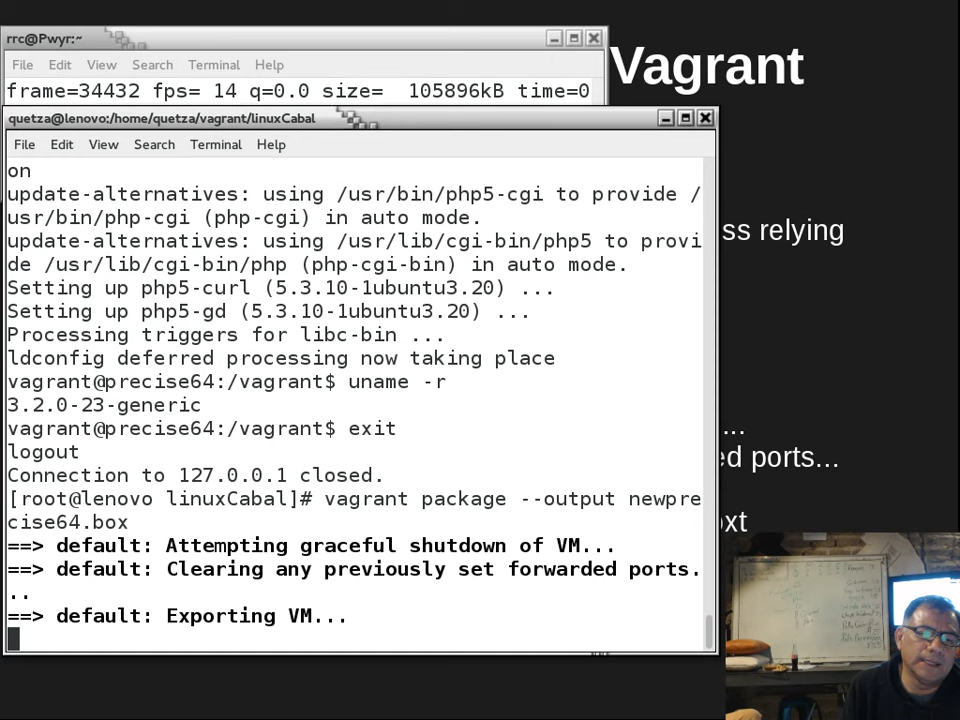 rrc@Pwyr:~
Vagrant
File Edit View Search Terminal Help
frame=34432 fps= 14 q=0.0 size=  105896kB time=0
quetza@lenovo:/home/quetza/vagrant/linuxCabal
File Edit View Search Terminal Help
on
update-alternatives: using /usr/bin/php5-cgi to provide /
usr/bin/php-cgi (php-cgi) in auto mode.
ss relying
update-alternatives: using /usr/lib/cgi-bin/php5 to provi
de /usr/lib/cgi-bin/php (php-cgi-bin) in auto mode.
Setting up php5-curl (5.3.10-1ubuntu3.20) ...
Setting up php5-gd (5.3.10-1ubuntu3.20) ...
Processing triggers for libc-bin ...
ldconfig deferred processing now taking place
vagrant@precise64:/vagrant$ uname -r
3.2.0-23-generic
vagrant@precise64:/vagrant$ exit
...
logout
ed ports...
Connection to 127.0.0.1 closed.
[root@lenovo linuxCabal]# vagrant package --output newpre
cise64.box
oxt
==> default: Attempting graceful shutdown of VM...
==> default: Clearing any previously set forwarded ports.
..
==> default: Exporting VM...